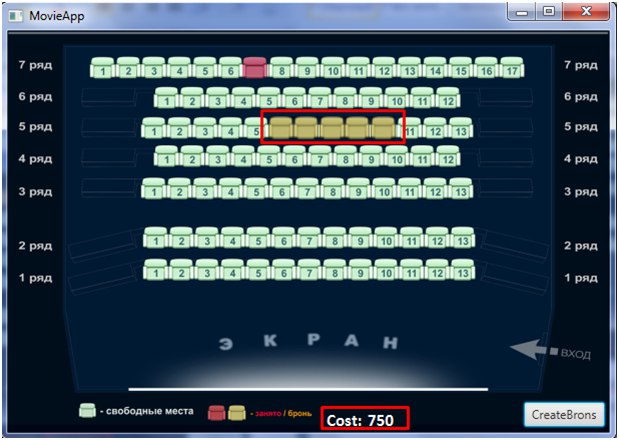 MovieApp
7 ряд 1 2 3 4 5 6 8 9 10 11 12 13 14 15 16 17 7 ряд
6 ряд 1 2 3 4 5 6 7 8 9 10 11 12 6 ряд
5 ряд 1 2 3 4 5 11 12 13 5 ряд
4 ряд 1 2 3 4 5 6 7 8 9 10 11 12 4 ряд
3 ряд 1 2 3 4 5 6 7 8 9 10 11 12 13 3 ряд
2 ряд 1 2 3 4 5 6 7 8 9 10 11 12 13 2 ряд
1 ряд 1 2 3 4 5 6 7 8 9 10 11 12 13 1 ряд
ЭКРАН
ВХОД
- свободные места - занято / бронь Cost: 750 CreateBrons